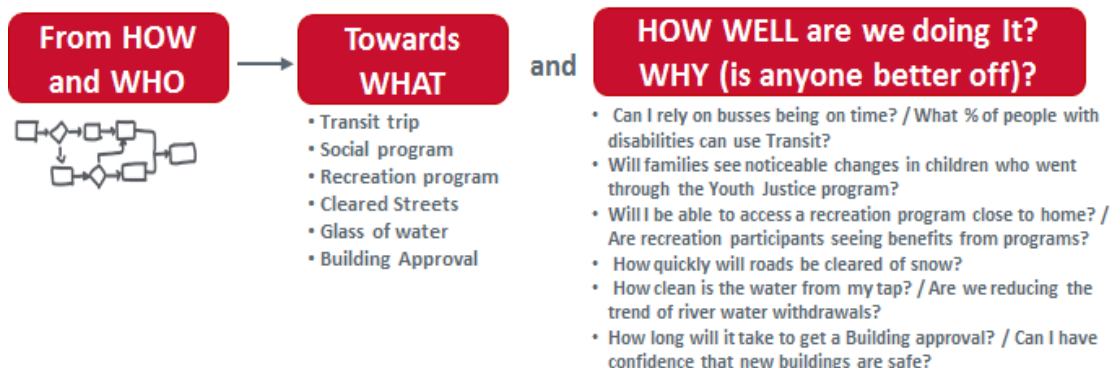 From HOW
and WHO
Towards
WHAT
• Transit trip
• Social program
• Recreation program
• Cleared Streets
• Glass of water
• Building Approval
and
HOW WELL are we doing It?
WHY (is anyone better off)?
• Can I rely on busses being on time? / What % of people with
disabilities can use Transit?
• Will families see noticeable changes in children who went
through the Youth Justice program?
• Will I be able to access a recreation program close to home? /
Are recreation participants seeing benefits from programs?
• How quickly will roads be cleared of snow?
• How clean is the water from my tap? / Are we reducing the
trend of river water withdrawals?
• How long will it take to get a Building approval? / Can I have
confidence that new buildings are safe?